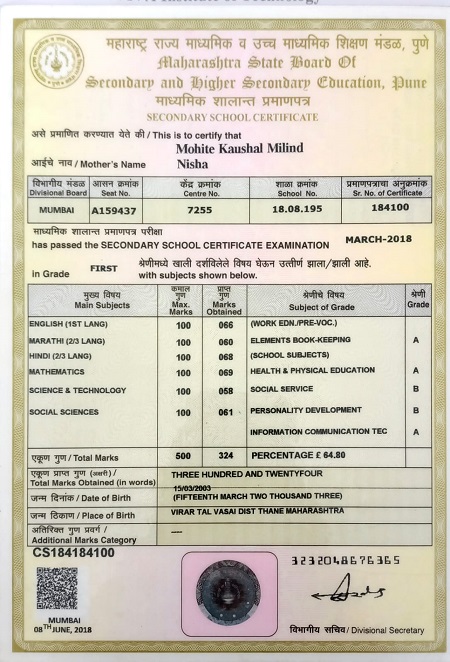 महाराष्ट्र राज्य माध्यमिक व उच्च माध्यमिक शिक्षण मंडळ, पुणे
Maharashtra State Board Of
Secondary and Higher Secondary Education, Pune
माध्यमिक शालान्त प्रमाणपत्र
SECONDARY SCHOOL CERTIFICATE
असे प्रमाणित करण्यात येते की / This is to certify that
Mohite Kaushal Milind
आईचे नाव / Mother's Name Nisha
विभागीय मंडळ आसन क्रमांक केंद्र क्रमांक शाळा क्रमांक प्रमाणपत्राचा अनुक्रमांक
Divisional Board Seat No. Centre No. School No. Sr. No. of Certificate
MUMBAI A159437 7255 18.08.195 184100
माध्यमिक शालान्त प्रमाणपत्र परीक्षा
has passed the SECONDARY SCHOOL CERTIFICATE EXAMINATION MARCH-2018
श्रेणीमध्ये खाली दर्शविलेले विषय घेऊन उत्तीर्ण झाला/झाली आहे.
in Grade FIRST with subjects shown below.
मुख्य विषय कमाल गुण प्राप्त गुण श्रेणीचे विषय श्रेणी
Main Subjects Max. Marks Marks Obtained Subject of Grade Grade
ENGLISH (1ST LANG) 100 066 (WORK EDN./PRE-VOC.)
MARATHI (2/3 LANG) 100 060 ELEMENTS BOOK-KEEPING A
HINDI (2/3 LANG) 100 068 (SCHOOL SUBJECTS)
MATHEMATICS 100 069 HEALTH & PHYSICAL EDUCATION A
SCIENCE & TECHNOLOGY 100 058 SOCIAL SERVICE B
SOCIAL SCIENCES 100 061 PERSONALITY DEVELOPMENT B
INFORMATION COMMUNICATION TEC A
एकूण गुण / Total Marks 500 324 PERCENTAGE £ 64.80
एकूण प्राप्त गुण (अक्षरी) /
Total Marks Obtained (in words) THREE HUNDRED AND TWENTYFOUR
15/03/2003
जन्म दिनांक / Date of Birth (FIFTEENTH MARCH TWO THOUSAND THREE)
जन्म ठिकाण / Place of Birth VIRAR TAL VASAI DIST THANE MAHARASHTRA
अतिरिक्त गुण प्रवर्ग /
Additional Marks Category ----
CS184184100
3232048676365
MUMBAI
08TH JUNE, 2018
विभागीय सचिव / Divisional Secretary